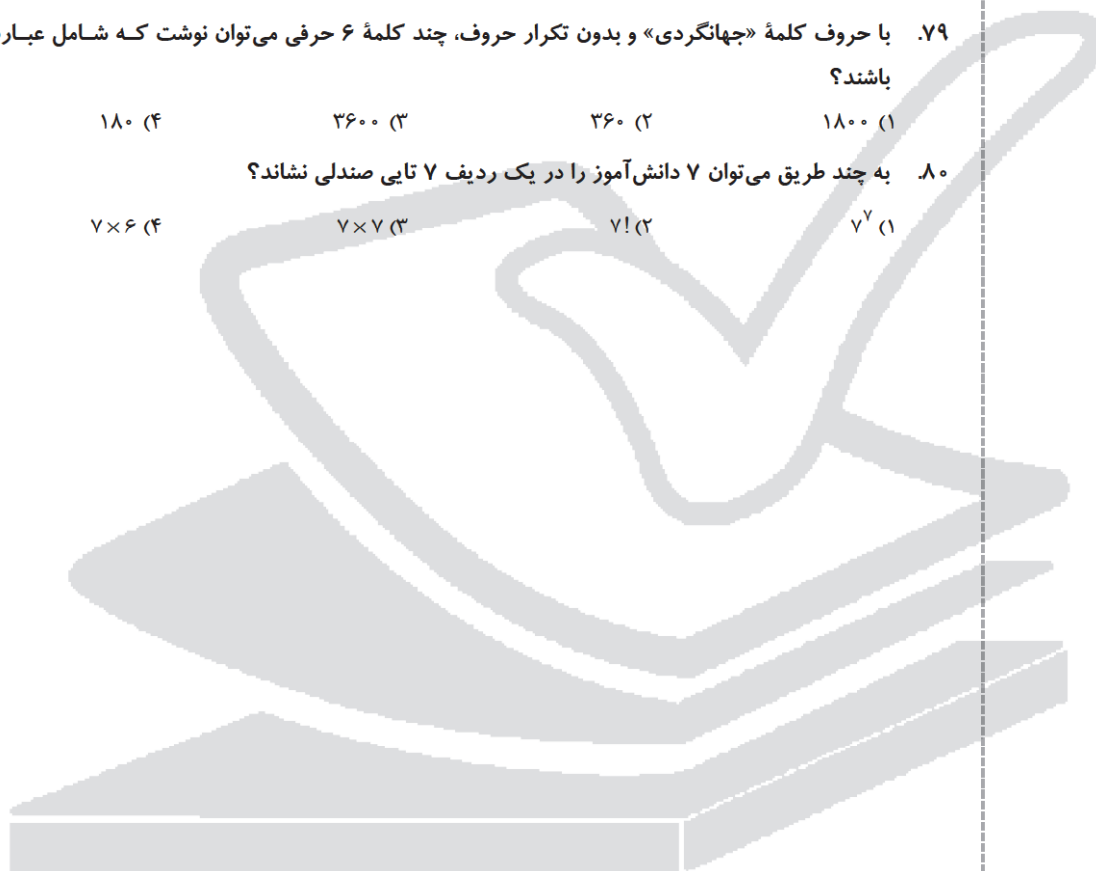 ۷۹. با حروف کلمهٔ «جهانگردی» و بدون تکرار حروف، چند کلمهٔ ۶ حرفی می‌توان نوشت که شامل
باشند؟
۱) ۱۸۰۰ ۲) ۳۶۰ ۳) ۳۶۰۰ ۴) ۱۸۰
۸۰. به چند طریق می‌توان ۷ دانش‌آموز را در یک ردیف ۷ تایی صندلی نشاند؟
۱) ۷^۷ ۲) ۷! ۳) ۷×۷ ۴) ۷×۶